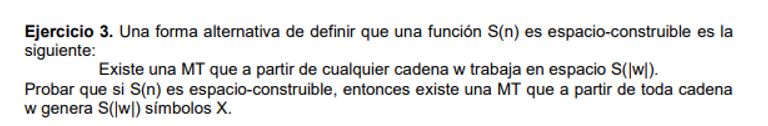 Ejercicio 3. Una forma alternativa de definir que una función S(n) es espacio-construible es la
siguiente:
Existe una MT que a partir de cualquier cadena w trabaja en espacio S(|w|).
Probar que si S(n) es espacio-construible, entonces existe una MT que a partir de toda cadena
w genera S(|w|) símbolos X.